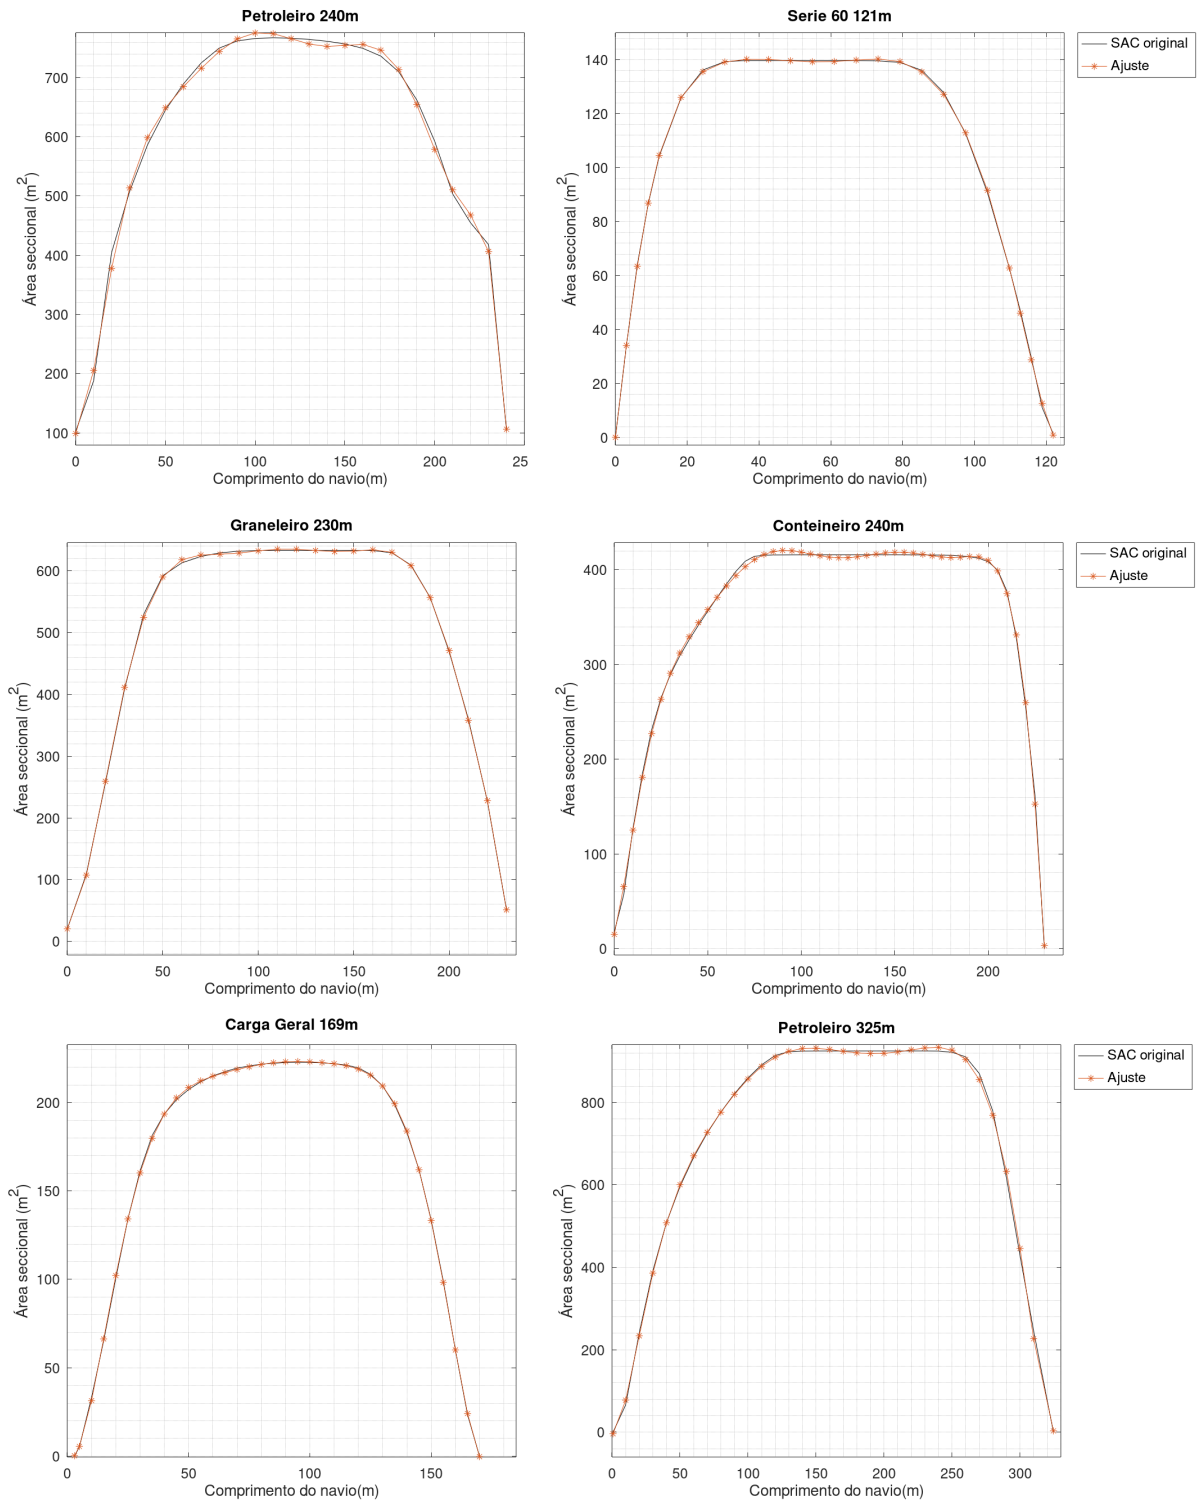 Petroleiro 240m
Área seccional (m2)
700
600
500
400
300
200
100
0 50 100 150 200 25
Comprimento do navio(m)
Serie 60 121m
Área seccional (m2)
140
120
100
80
60
40
20
0
0 20 40 60 80 100 120
Comprimento do navio(m)
SAC original
Ajuste
Graneleiro 230m
Área seccional (m2)
600
500
400
300
200
100
0
0 50 100 150 200
Comprimento do navio(m)
Conteineiro 240m
Área seccional (m2)
400
300
200
100
0
50 100 150 200
0
Comprimento do navio(m)
SAC original
Ajuste
Carga Geral 169m
Área seccional (m2)
200
150
100
50
0
0 50 100 150
Comprimento do navio(m)
Petroleiro 325m
Área seccional (m2)
800
600
400
200
0
0 50 100 150 200 250 300
Comprimento do navio(m)
SAC original
Ajuste